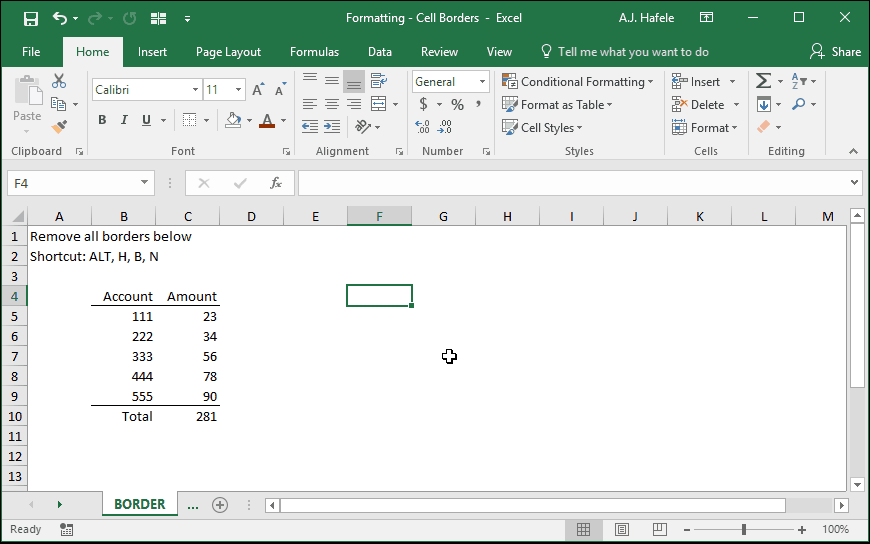 Formatting - Cell Borders - Excel
A.J. Hafele
File Home Insert Page Layout Formulas Data Review View Tell me what you want to do Share
Paste
Clipboard
Calibri 11
B I U A
Font
Alignment
General
$ % ,
Number
Conditional Formatting
Format as Table
Cell Styles
Styles
Insert
Delete
Format
Cells
Editing
F4
fx
A B C D E F G H I J K L M
1 Remove all borders below
2 Shortcut: ALT, H, B, N
3
4 Account Amount
5 111 23
6 222 34
7 333 56
8 444 78
9 555 90
10 Total 281
11
12
13
BORDER ...
Ready
100%